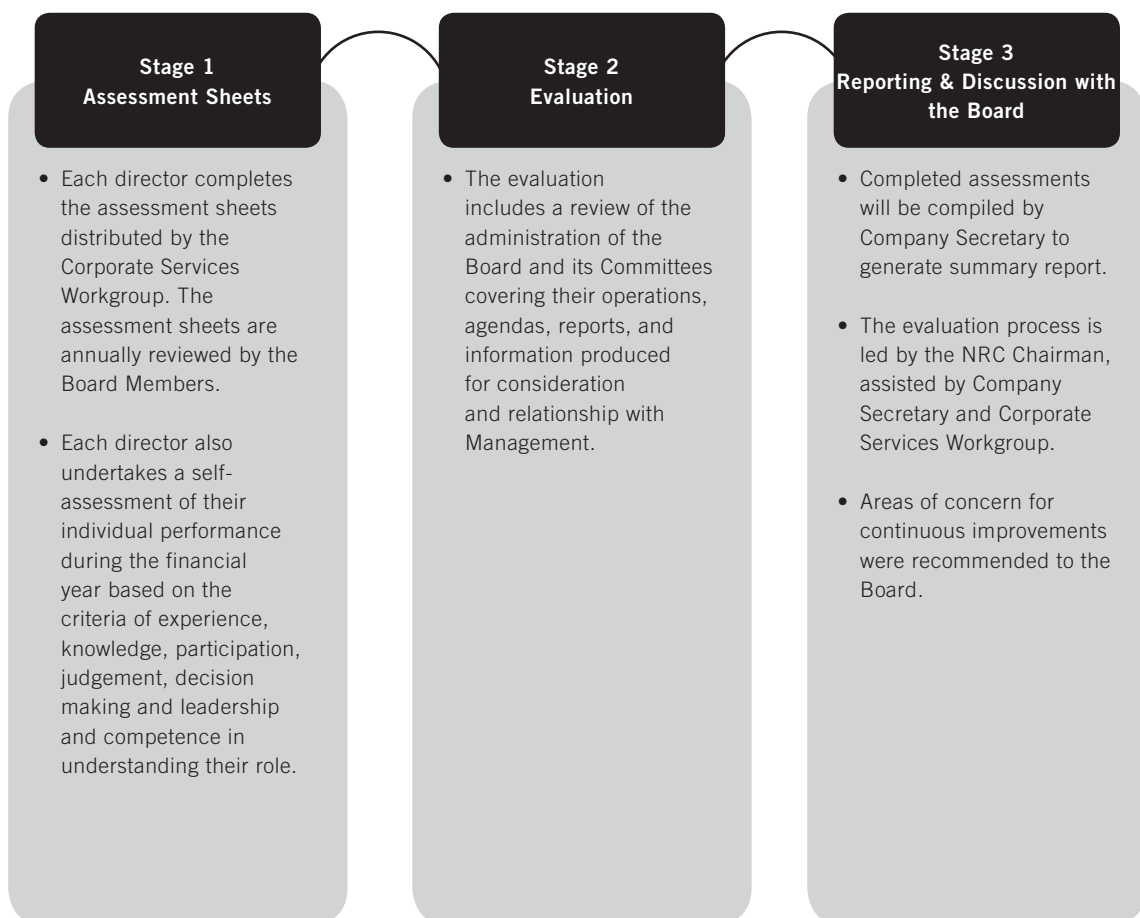 Stage 1
Assessment Sheets
• Each director completes
the assessment sheets
distributed by the
Corporate Services
Workgroup. The
assessment sheets are
annually reviewed by the
Board Members.
• Each director also
undertakes a self-
assessment of their
individual performance
during the financial
year based on the
criteria of experience,
knowledge, participation,
judgement, decision
making and leadership
and competence in
understanding their role.
Stage 2
Evaluation
• The evaluation
includes a review of the
administration of the
Board and its Committees
covering their operations,
agendas, reports, and
information produced
for consideration
and relationship with
Management.
Stage 3
Reporting & Discussion with
the Board
• Completed assessments
will be compiled by
Company Secretary to
generate summary report.
• The evaluation process is
led by the NRC Chairman,
assisted by Company
Secretary and Corporate
Services Workgroup.
• Areas of concern for
continuous improvements
were recommended to the
Board.